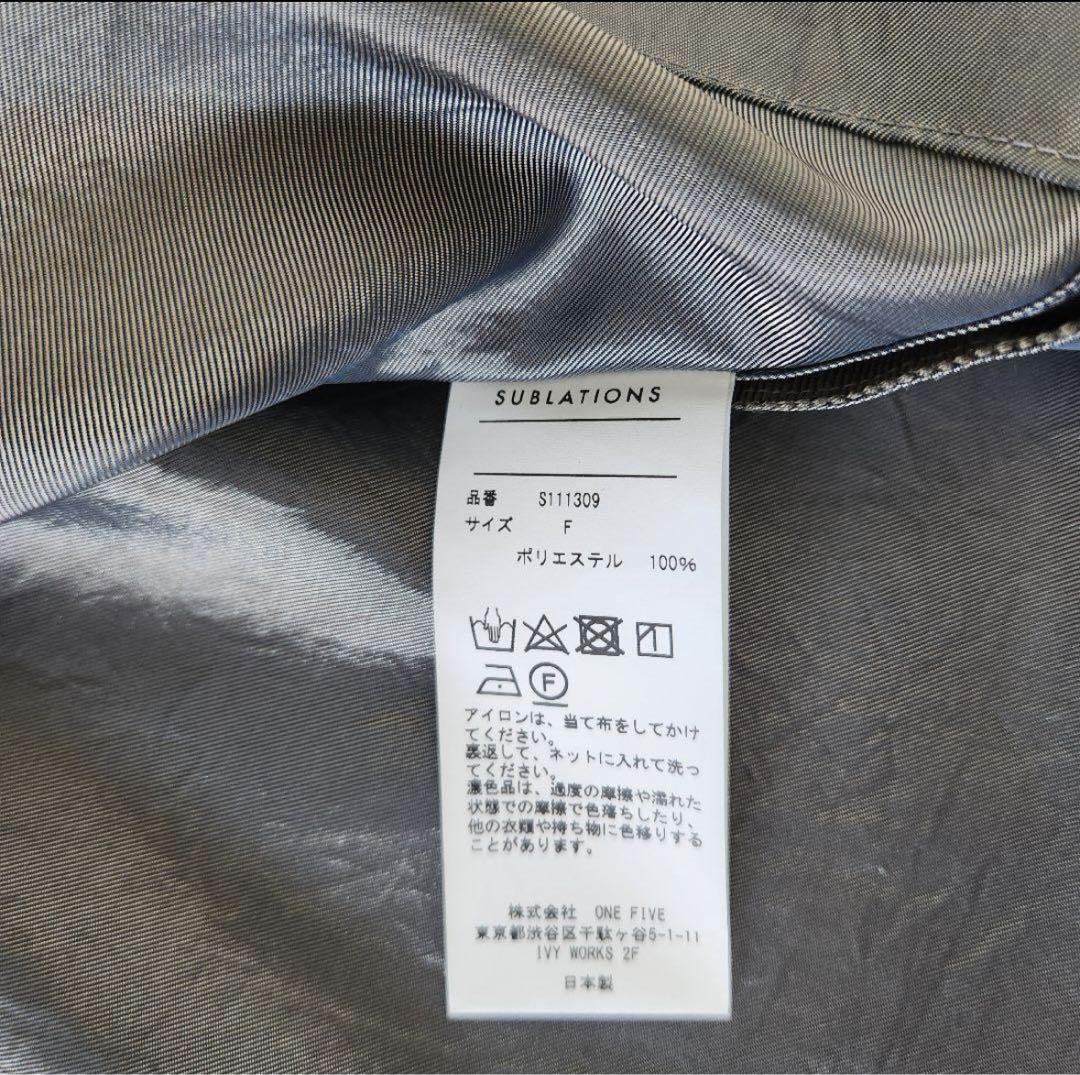 SUBLATIONS
品番 S111309
サイズ F
ポリエステル 100%
F
アイロンは、当て布をしてかけ
てください。
裏返して、ネットに入れて洗っ
てください。
濃色品は、過度の摩擦や濡れた
状態での摩擦で色落ちしたり、
他の衣類や持ち物に色移りする
ことがあります。
株式会社 ONE FIVE
東京都渋谷区千駄ヶ谷5-1-11
IVY WORKS 2F
日本製